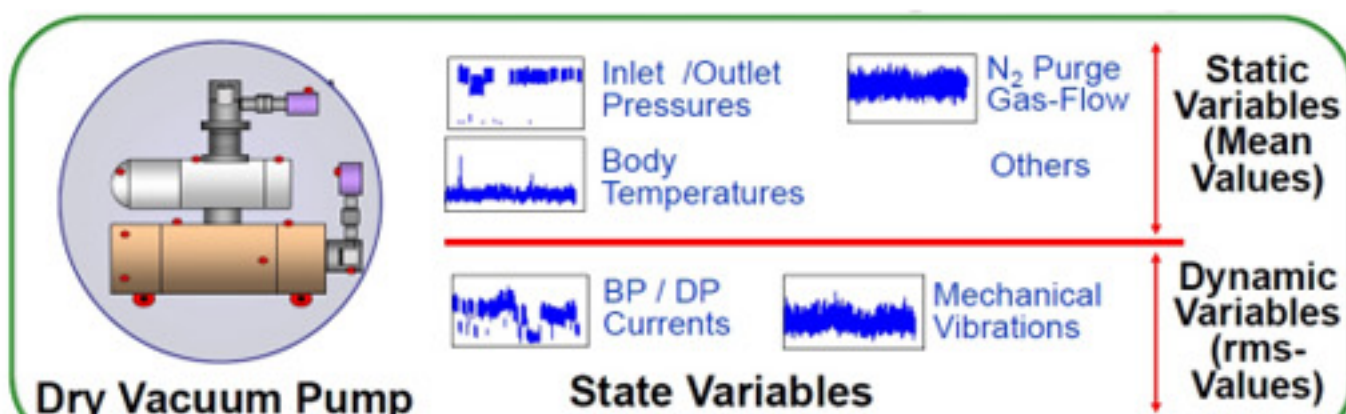 Inlet /Outlet
Pressures
N₂ Purge
Gas-Flow
Body
Temperatures
Others
Static
Variables
(Mean
Values)
BP / DP
Currents
Mechanical
Vibrations
Dynamic
Variables
(rms-
Values)
Dry Vacuum Pump
State Variables